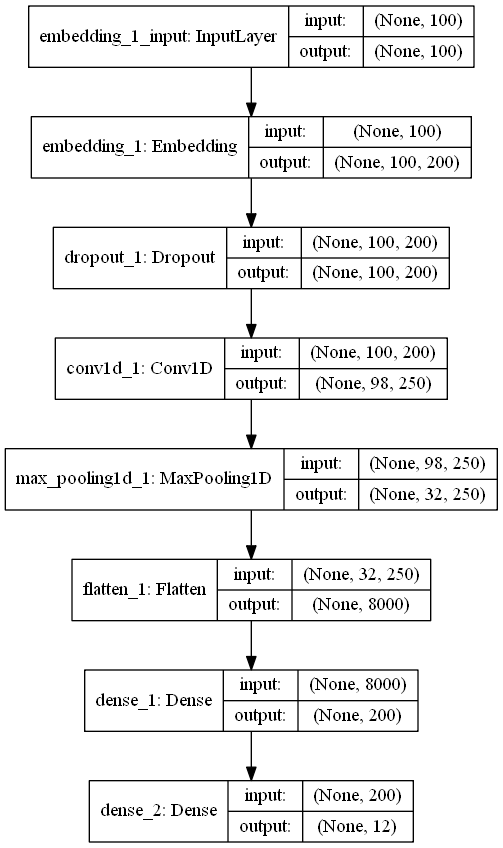 embedding_1_input: InputLayer
input: (None, 100)
output: (None, 100)
embedding_1: Embedding
input: (None, 100)
output: (None, 100, 200)
dropout_1: Dropout
input: (None, 100, 200)
output: (None, 100, 200)
conv1d_1: Conv1D
input: (None, 100, 200)
output: (None, 98, 250)
max_pooling1d_1: MaxPooling1D
input: (None, 98, 250)
output: (None, 32, 250)
flatten_1: Flatten
input: (None, 32, 250)
output: (None, 8000)
dense_1: Dense
input: (None, 8000)
output: (None, 200)
dense_2: Dense
input: (None, 200)
output: (None, 12)